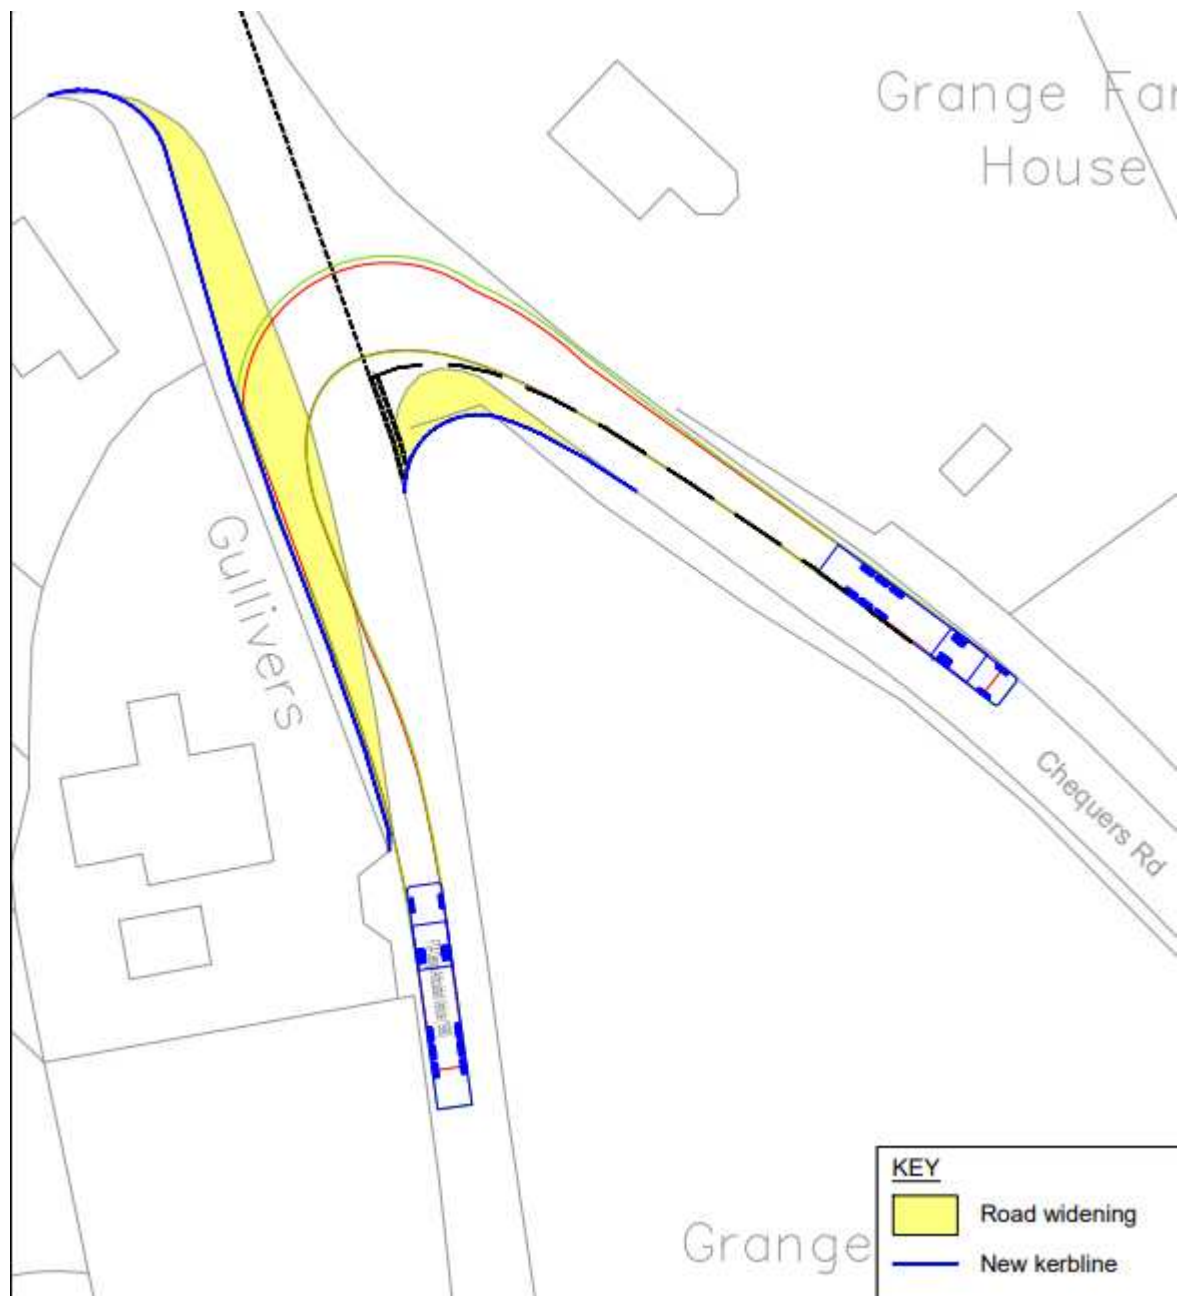 Grange Far
House
Gullivers
Chequers Rd
Grange
KEY
Road widening
New kerbline